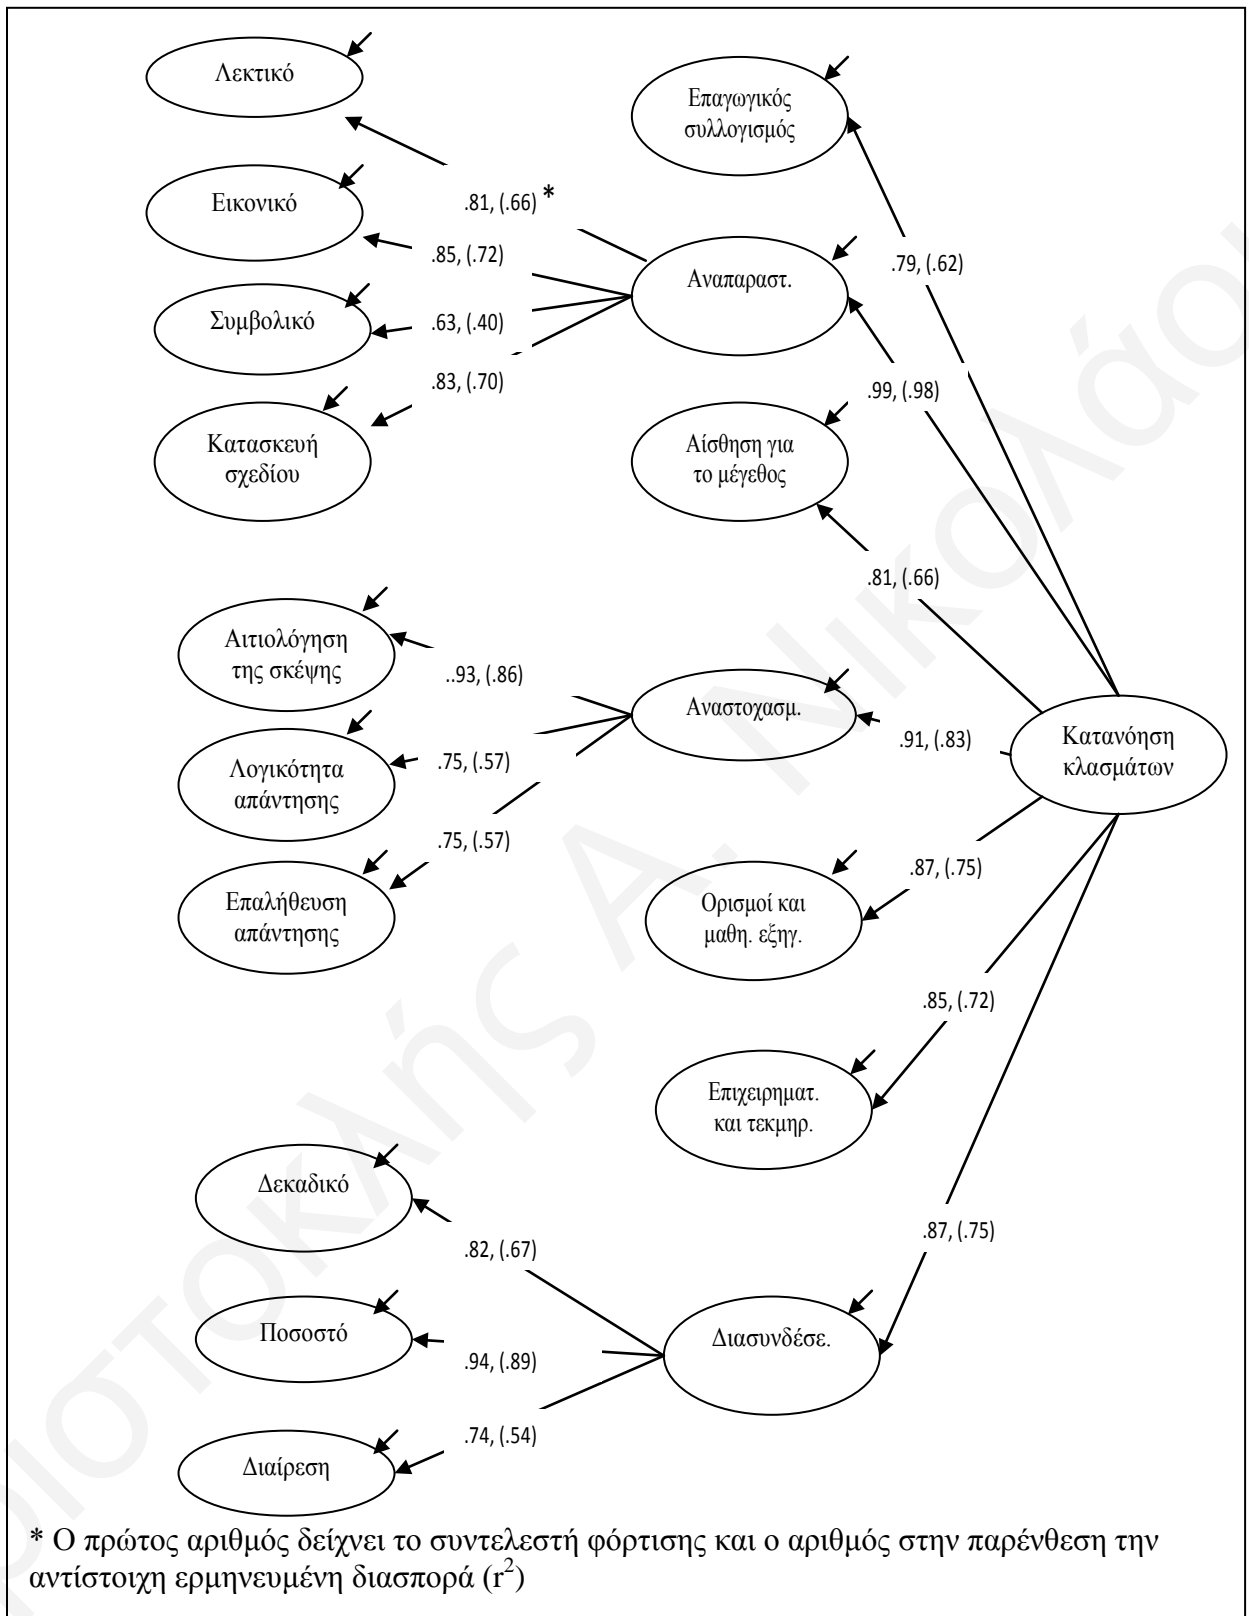 Λεκτικό
Εικονικό
Συμβολικό
Κατασκευή
σχεδίου
.81, (.66) *
.85, (.72)
.63, (.40)
.83, (.70)
Επαγωγικός
συλλογισμός
Αναπαραστ.
Αίσθηση για
το μέγεθος
.79, (.62)
.99, (.98)
.81, (.66)
Αιτιολόγηση
της σκέψης
Λογικότητα
απάντησης
Επαλήθευση
απάντησης
..93, (.86)
.75, (.57)
.75, (.57)
Αναστοχασμ.
.91, (.83)
Κατανόηση
κλασμάτων
Ορισμοί και
μαθη. εξηγ.
.87, (.75)
Επιχειρηματ.
και τεκμηρ.
.85, (.72)
Δεκαδικό
Ποσοστό
Διαίρεση
.82, (.67)
.94, (.89)
.74, (.54)
Διασυνδέσε.
.87, (.75)
* Ο πρώτος αριθμός δείχνει το συντελεστή φόρτισης και ο αριθμός στην παρένθεση την
αντίστοιχη ερμηνευμένη διασπορά (r²)